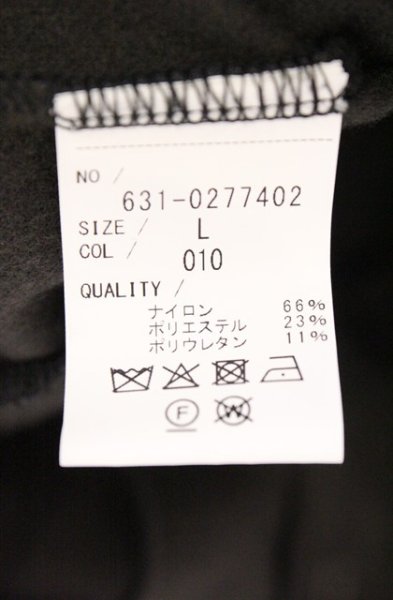 NO /
631-0277402
SIZE / L
COL / 010
QUALITY /
ナイロン 66%
ポリエステル 23%
ポリウレタン 11%
F W